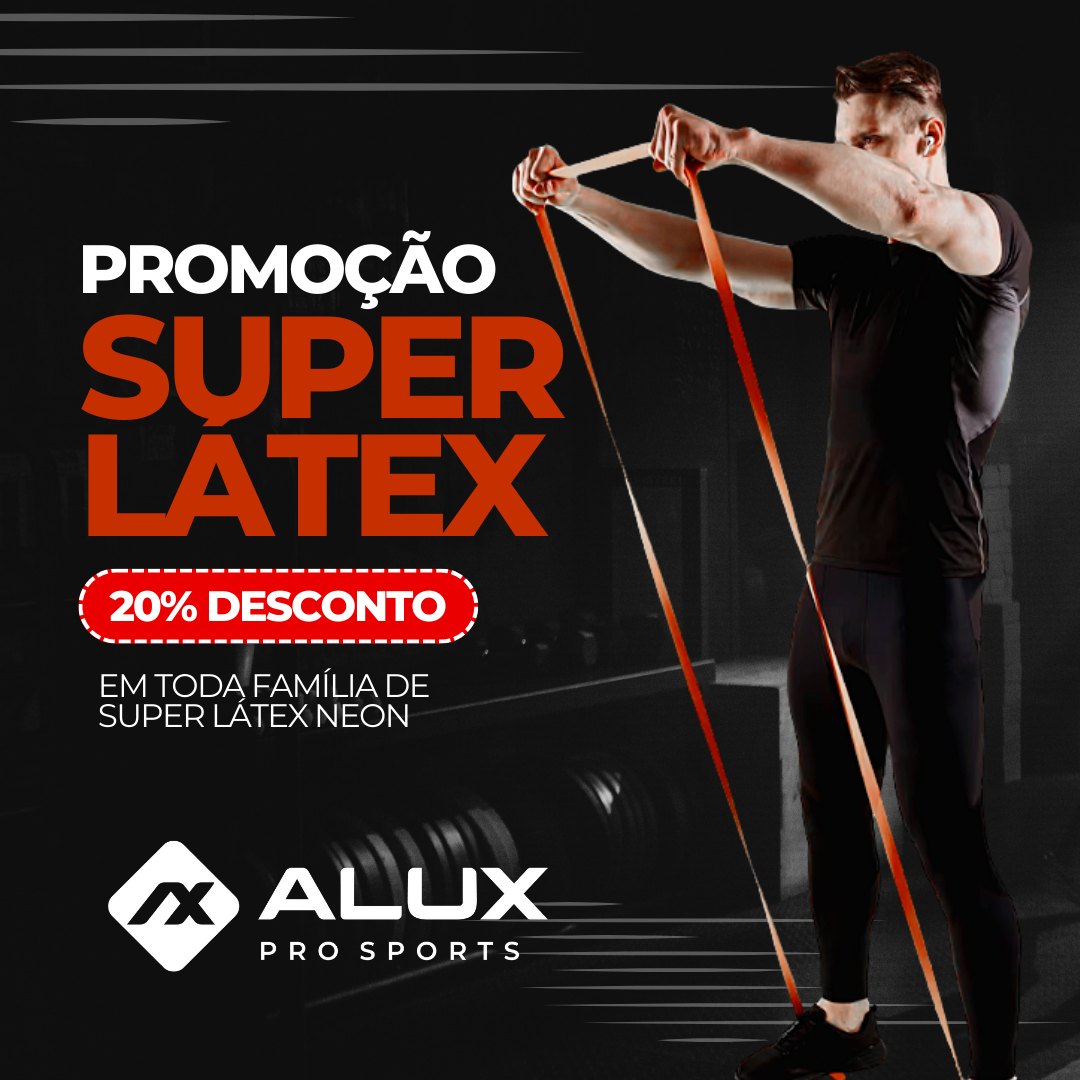 PROMOÇÃO
SUPER
LÁTEX
20% DESCONTO
EM TODA FAMÍLIA DE
SUPER LÁTEX NEON
ALUX
PRO SPORTS